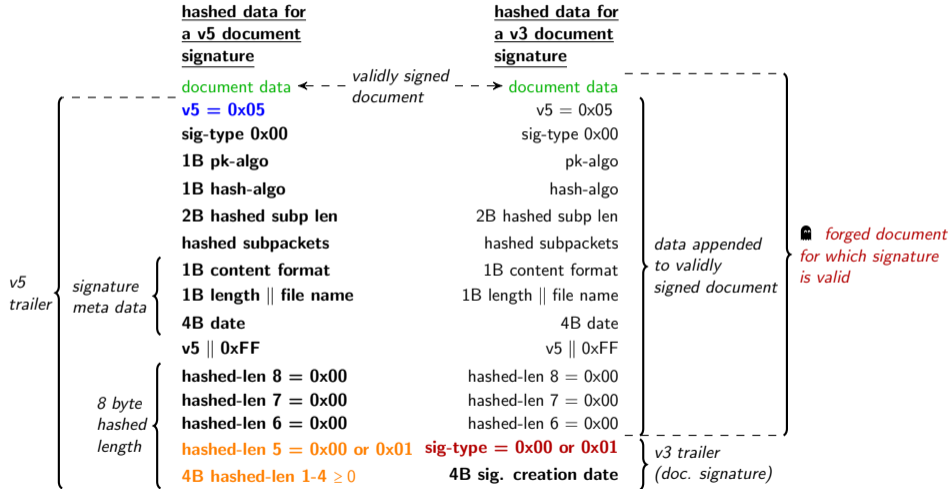 hashed data for
a v5 document
signature
hashed data for
a v3 document
signature
validly signed
document
document data
document data
v5 = 0x05
v5 = 0x05
sig-type 0x00
sig-type 0x00
1B pk-algo
pk-algo
1B hash-algo
hash-algo
2B hashed subp len
2B hashed subp len
hashed subpackets
hashed subpackets
1B content format
1B content format
1B length || file name
1B length || file name
4B date
4B date
v5 || 0xFF
v5 || 0xFF
hashed-len 8 = 0x00
hashed-len 8 = 0x00
hashed-len 7 = 0x00
hashed-len 7 = 0x00
hashed-len 6 = 0x00
hashed-len 6 = 0x00
hashed-len 5 = 0x00 or 0x01
sig-type = 0x00 or 0x01
4B hashed-len 1-4 ≥ 0
4B sig. creation date
v5
trailer
signature
meta data
8 byte
hashed
length
data appended
to validly
signed document
forged document
for which signature
is valid
v3 trailer
(doc. signature)